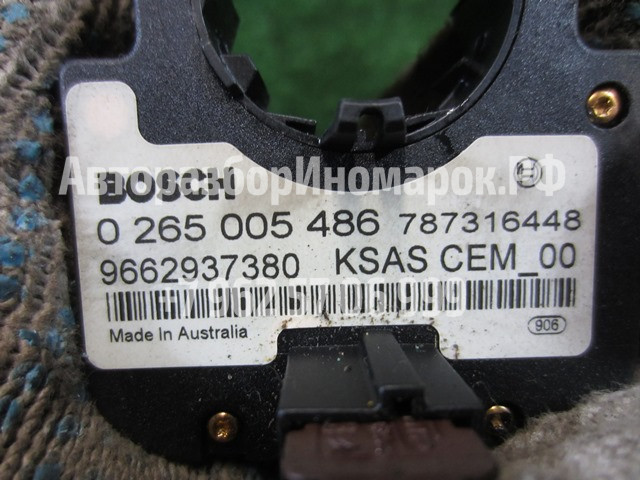 АвторазборИномарок.РФ
BOSCH
0 265 005 486 787316448
9662937380 KSAS CEM_00
Made In Australia
906